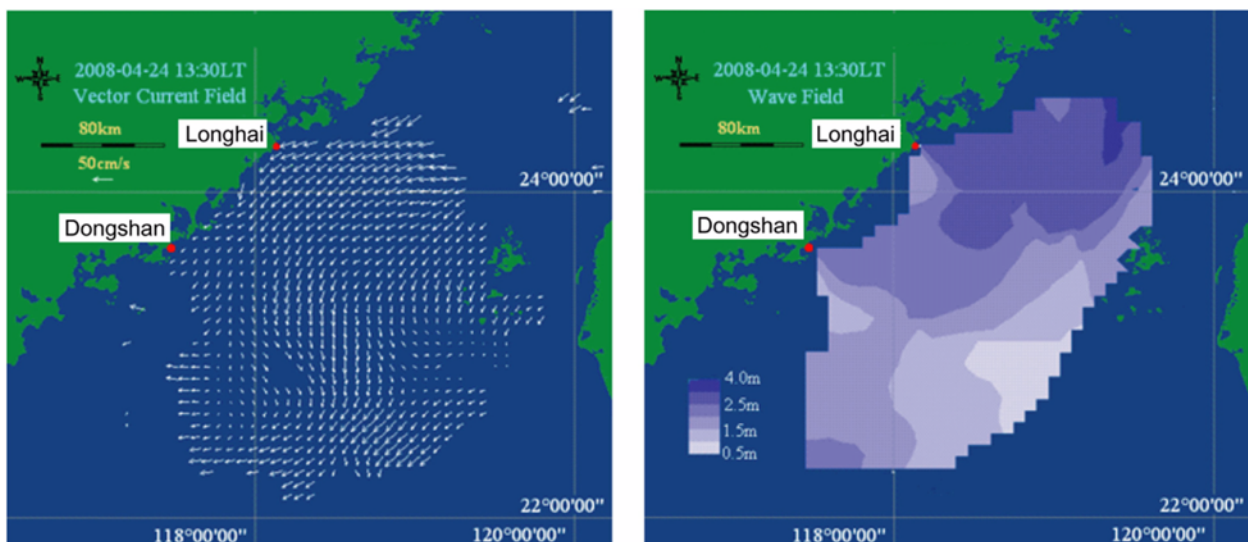 2008-04-24 13:30LT
Vector Current Field
N
W
E
S
80km
50cm/s
Longhai
Dongshan
24°00'00"
22°00'00"
118°00'00"
120°00'00"
2008-04-24 13:30LT
Wave Field
N
W
E
S
80km
Longhai
Dongshan
24°00'00"
4.0m
2.5m
1.5m
0.5m
22°00'00"
118°00'00"
120°00'00"